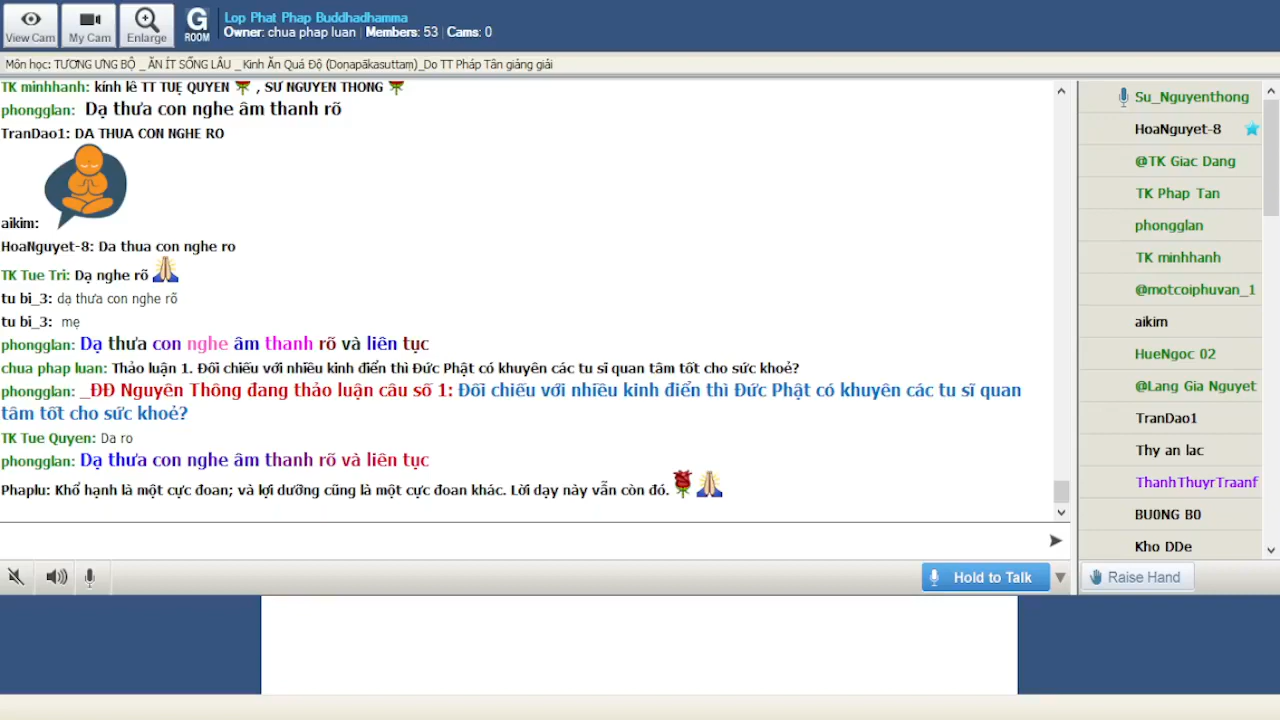 View Cam
My Cam
Enlarge
G
ROOM
Lop Phat Phap Buddhadhamma
Owner: chua phap luan | Members: 53 | Cams: 0
Môn học: TƯƠNG ƯNG BỘ _ ĂN ÍT SỐNG LÂU _ Kinh Ăn Quá Độ (Doṇapākasuttaṃ)_Do TT Pháp Tân giảng giải
TK minhhanh: kính lễ TT TUỆ QUYỀN , SƯ NGUYÊN THÔNG
phongglan: Dạ thưa con nghe âm thanh rõ
TranDao1: DA THUA CON NGHE RO
aikim:
HoaNguyet-8: Da thua con nghe ro
TK Tue Tri: Dạ nghe rõ
tu bi_3: dạ thưa con nghe rõ
tu bi_3: mẹ
phongglan: Dạ thưa con nghe âm thanh rõ và liên tục
chua phap luan: Thảo luận 1. Đối chiếu với nhiều kinh điển thì Đức Phật có khuyên các tu sĩ quan tâm tốt cho sức khoẻ?
phongglan: _ĐĐ Nguyên Thông đang thảo luận câu số 1: Đối chiếu với nhiều kinh điển thì Đức Phật có khuyên các tu sĩ quan
tâm tốt cho sức khoẻ?
TK Tue Quyen: Da ro
phongglan: Dạ thưa con nghe âm thanh rõ và liên tục
Phaplu: Khổ hạnh là một cực đoan; và lợi dưỡng cũng là một cực đoan khác. Lời dạy này vẫn còn đó.
Su_Nguyenthong
HoaNguyet-8
@TK Giac Dang
TK Phap Tan
phongglan
TK minhhanh
@motcoiphuvan_1
aikim
HueNgoc 02
@Lang Gia Nguyet
TranDao1
Thy an lac
ThanhThuyrTraanf
BU0NG B0
Kho DDe
Hold to Talk
Raise Hand